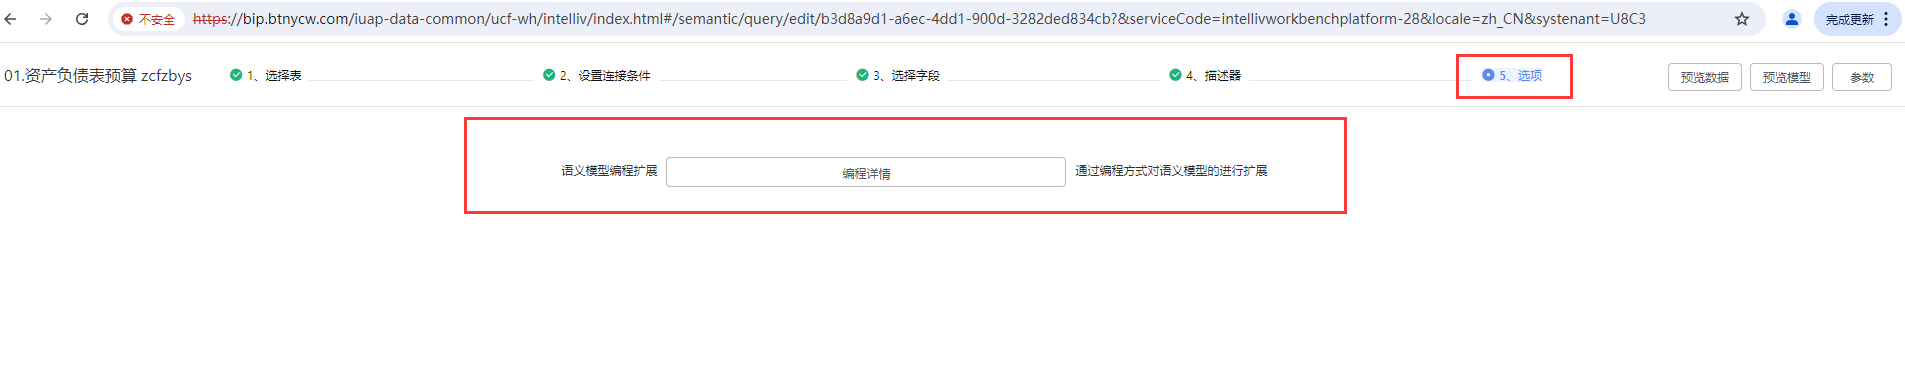 不安全 https://bip.btnycw.com/iuap-data-common/ucf-wh/intelliv/index.html#/semantic/query/edit/b3d8a9d1-a6ec-4dd1-900d-3282ded834cb?&serviceCode=intellivworkbenchplatform-28&locale=zh_CN&systenant=U8C3 完成更新
01.资产负债表预算 zcfzbys 1、选择表 2、设置连接条件 3、选择字段 4、描述器 5、选项 预览数据 预览模型 参数
语义模型编程扩展 编程详情 通过编程方式对语义模型的进行扩展